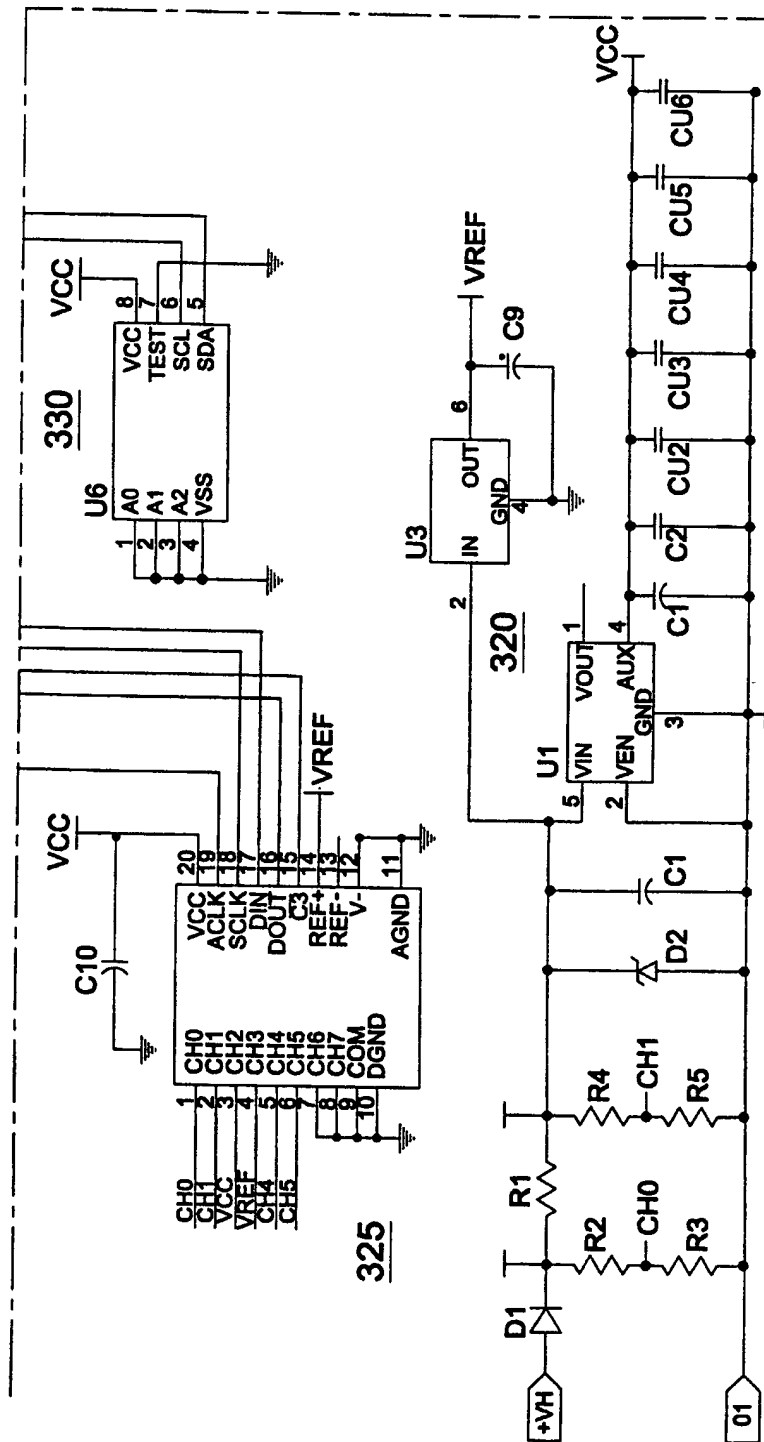 VCC
C10
CH0
CH1
VCC
VREF
CH4
CH5
1
2
3
4
5
6
7
8
9
10
CH0
CH1
CH2
CH3
CH4
CH5
CH6
CH7
COM
DGND
VCC
ACLK
SCLK
DIN
DOUT
C3
REF+
REF-
V-
AGND
20
19
18
17
16
15
14
13
12
11
VREF
325
330
U6
1
2
3
4
A0
A1
A2
VSS
VCC
TEST
SCL
SDA
8
7
6
5
VCC
320
U3
2
IN
OUT
GND
6
4
VREF
C9
+VH
D1
R1
R2
CH0
R3
R4
CH1
R5
D2
C1
U1
5
2
VIN
VEN
VOUT
AUX
GND
1
4
3
C1
C2
CU2
CU3
CU4
CU5
CU6
VCC
01